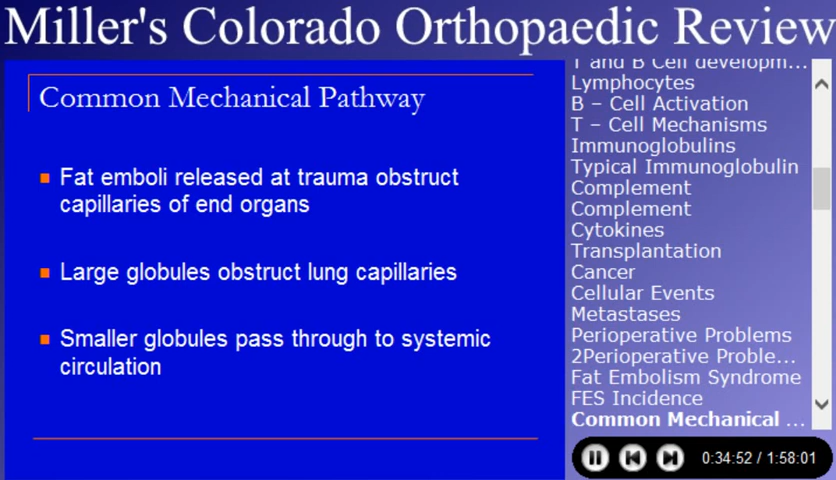 Miller's Colorado Orthopaedic Review
Common Mechanical Pathway
Fat emboli released at trauma obstruct
capillaries of end organs
Large globules obstruct lung capillaries
Smaller globules pass through to systemic
circulation
T and B Cell developm...
Lymphocytes
B – Cell Activation
T – Cell Mechanisms
Immunoglobulins
Typical Immunoglobulin
Complement
Complement
Cytokines
Transplantation
Cancer
Cellular Events
Metastases
Perioperative Problems
2Perioperative Proble...
Fat Embolism Syndrome
FES Incidence
Common Mechanical ...
0:34:52 / 1:58:01